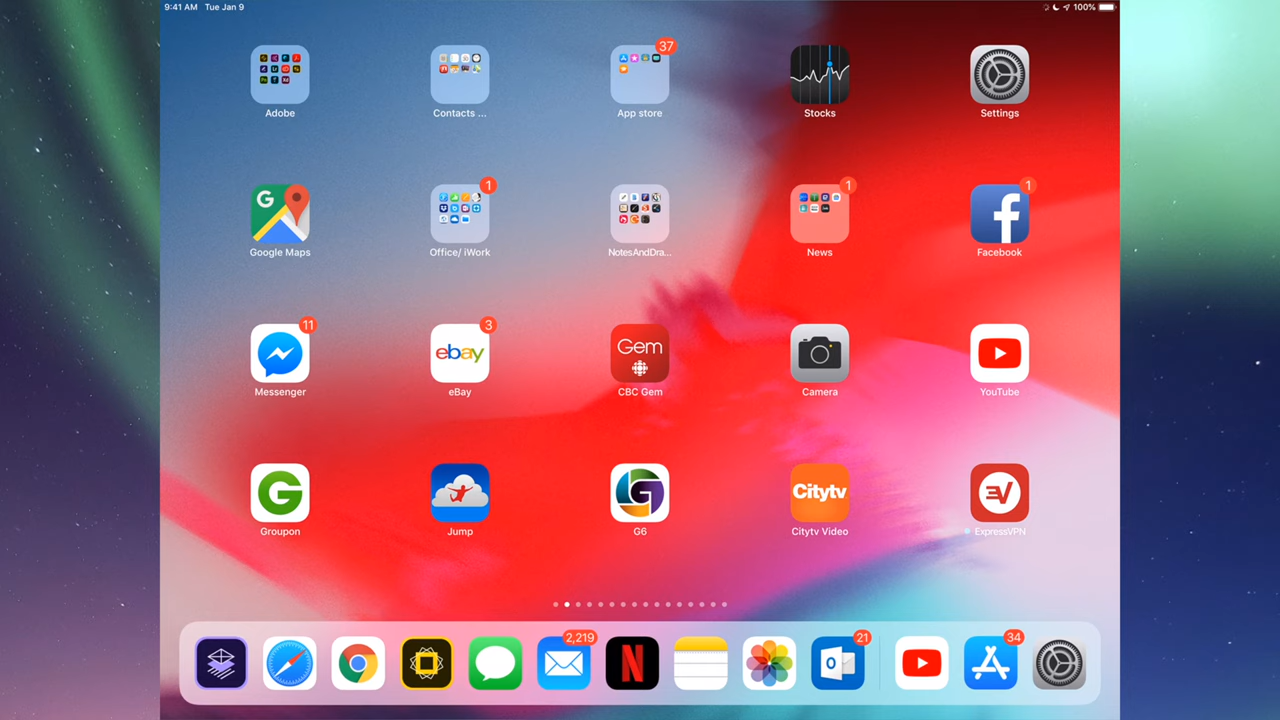 9:41 AM Tue Jan 9
100%
37
Adobe
Contacts ...
App store
Stocks
Settings
G
1
1
1
Google Maps
Office/ iWork
NotesAndDra...
News
Facebook
11
3
ebay
Gem
Messenger
eBay
CBC Gem
Camera
YouTube
G
G
Citytv
EV
Groupon
Jump
G6
Citytv Video
ExpressVPN
2,219
21
34
N
O